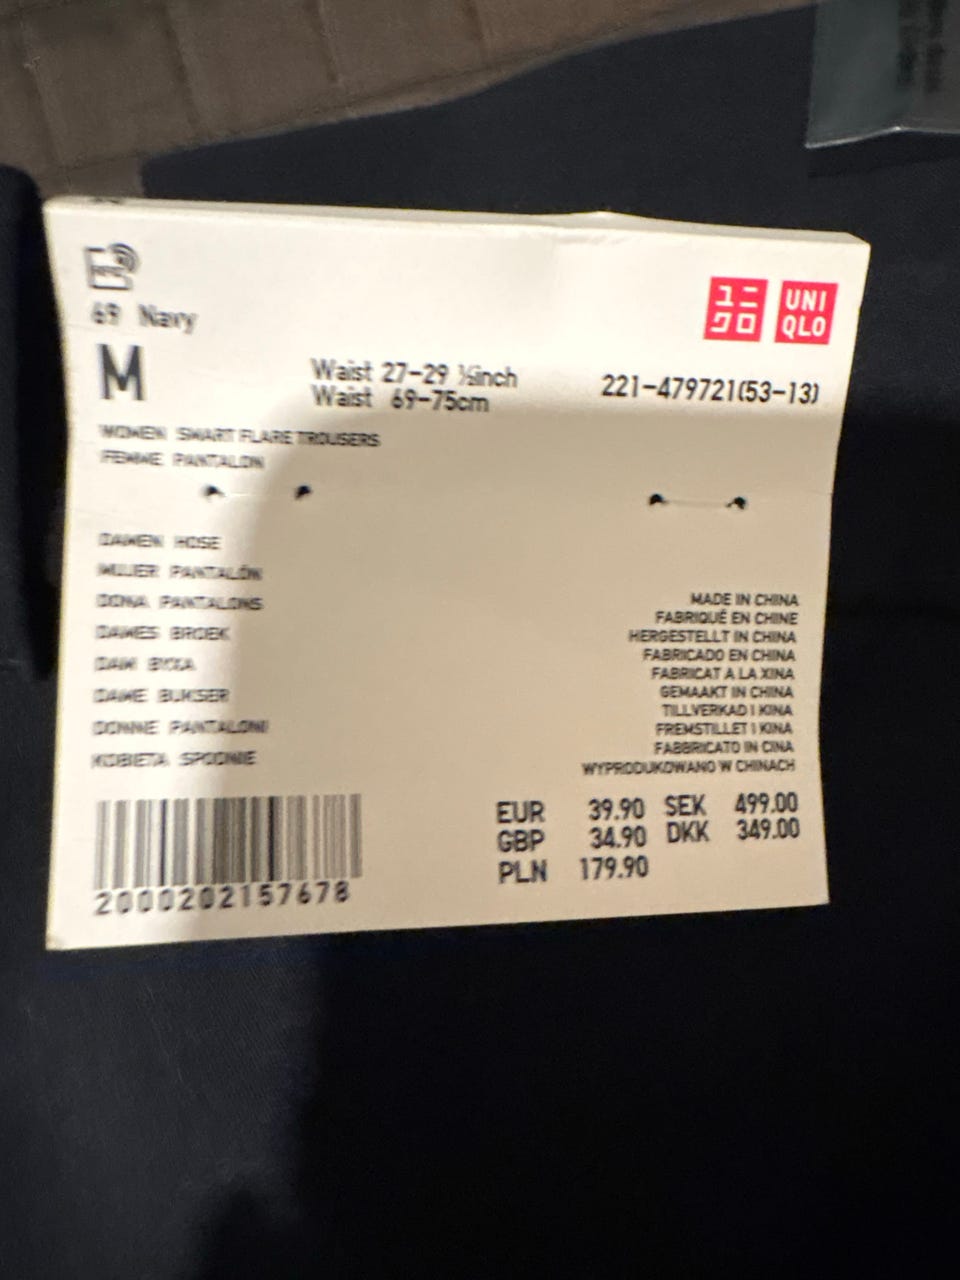 69 Navy
ユニ
クロ
UNI
QLO
M
Waist 27-29 ½inch
Waist 69-75cm
221-479721(53-13)
WOMEN SMART FLARE TROUSERS
FEMME PANTALON
DAMEN HOSE
MUJER PANTALÓN
DONA PANTALONS
DAMES BROEK
DAM BYXA
DAME BUKSER
DONNE PANTALONI
KOBIETA SPODNIE
MADE IN CHINA
FABRIQUÉ EN CHINE
HERGESTELLT IN CHINA
FABRICADO EN CHINA
FABRICAT A LA XINA
GEMAAKT IN CHINA
TILLVERKAD I KINA
FREMSTILLET I KINA
FABBRICATO IN CINA
WYPRODUKOWANO W CHINACH
EUR 39.90 SEK 499.00
GBP 34.90 DKK 349.00
PLN 179.90
2000202157678